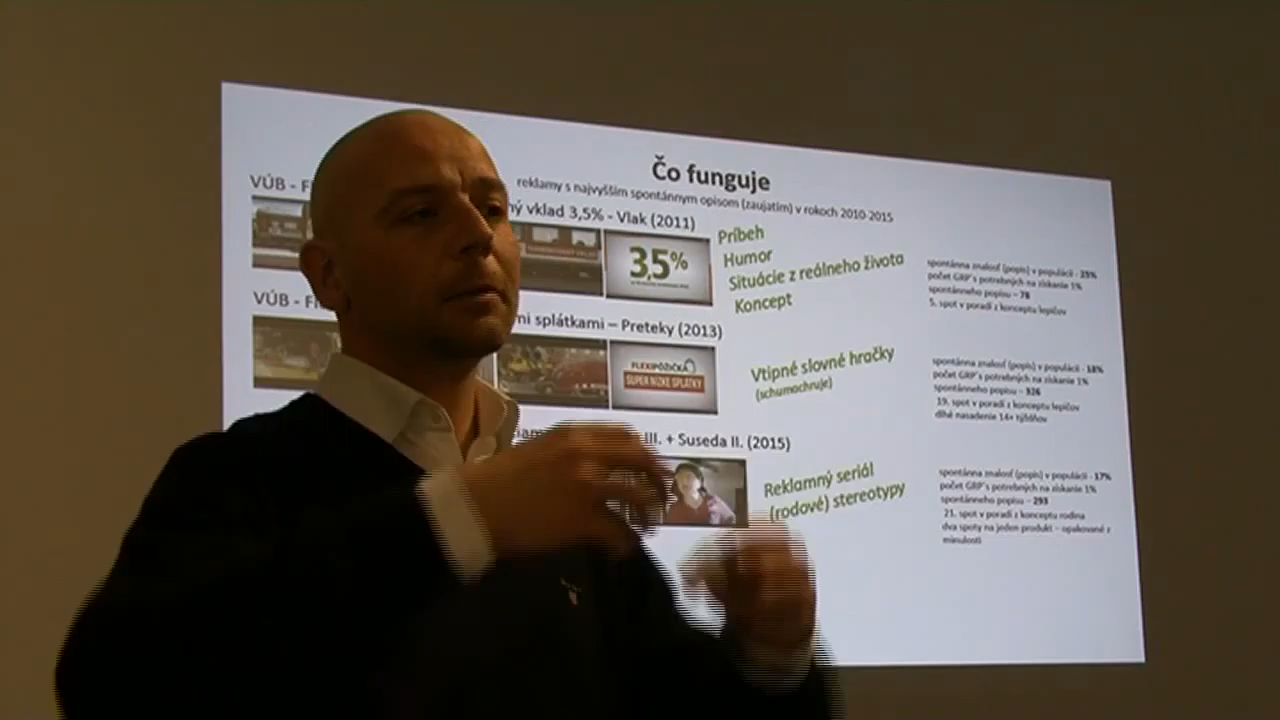 Čo funguje
reklamy s najvyšším spontánnym opisom (zaujatím) v rokoch 2010-2015
VÚB - F
ný vklad 3,5% - Vlak (2011)
3,5%
Príbeh
Humor
Situácie z reálneho života
Koncept
spontánna znalosť (popis) v populácii - 25%
počet GRP's potrebných na získanie 1%
spontánneho popisu – 78
5. spot v poradí z konceptu lepičov
VÚB - Fl
mi splátkami – Preteky (2013)
FLEXIPÔŽIČKA
SUPER NÍZKE SPLÁTKY
Vtipné slovné hračky
(schumachruje)
spontánna znalosť (popis) v populácii - 18%
počet GRP's potrebných na získanie 1%
spontánneho popisu – 326
19. spot v poradí z konceptu lepičov
dlhé nasadenie 14+ týždňov
III. + Suseda II. (2015)
Reklamný seriál
(rodové) stereotypy
spontánna znalosť (popis) v populácii - 17%
počet GRP's potrebných na získanie 1%
spontánneho popisu – 293
21. spot v poradí z konceptu rodina
dva spoty na jeden produkt – opakované z
minulosti